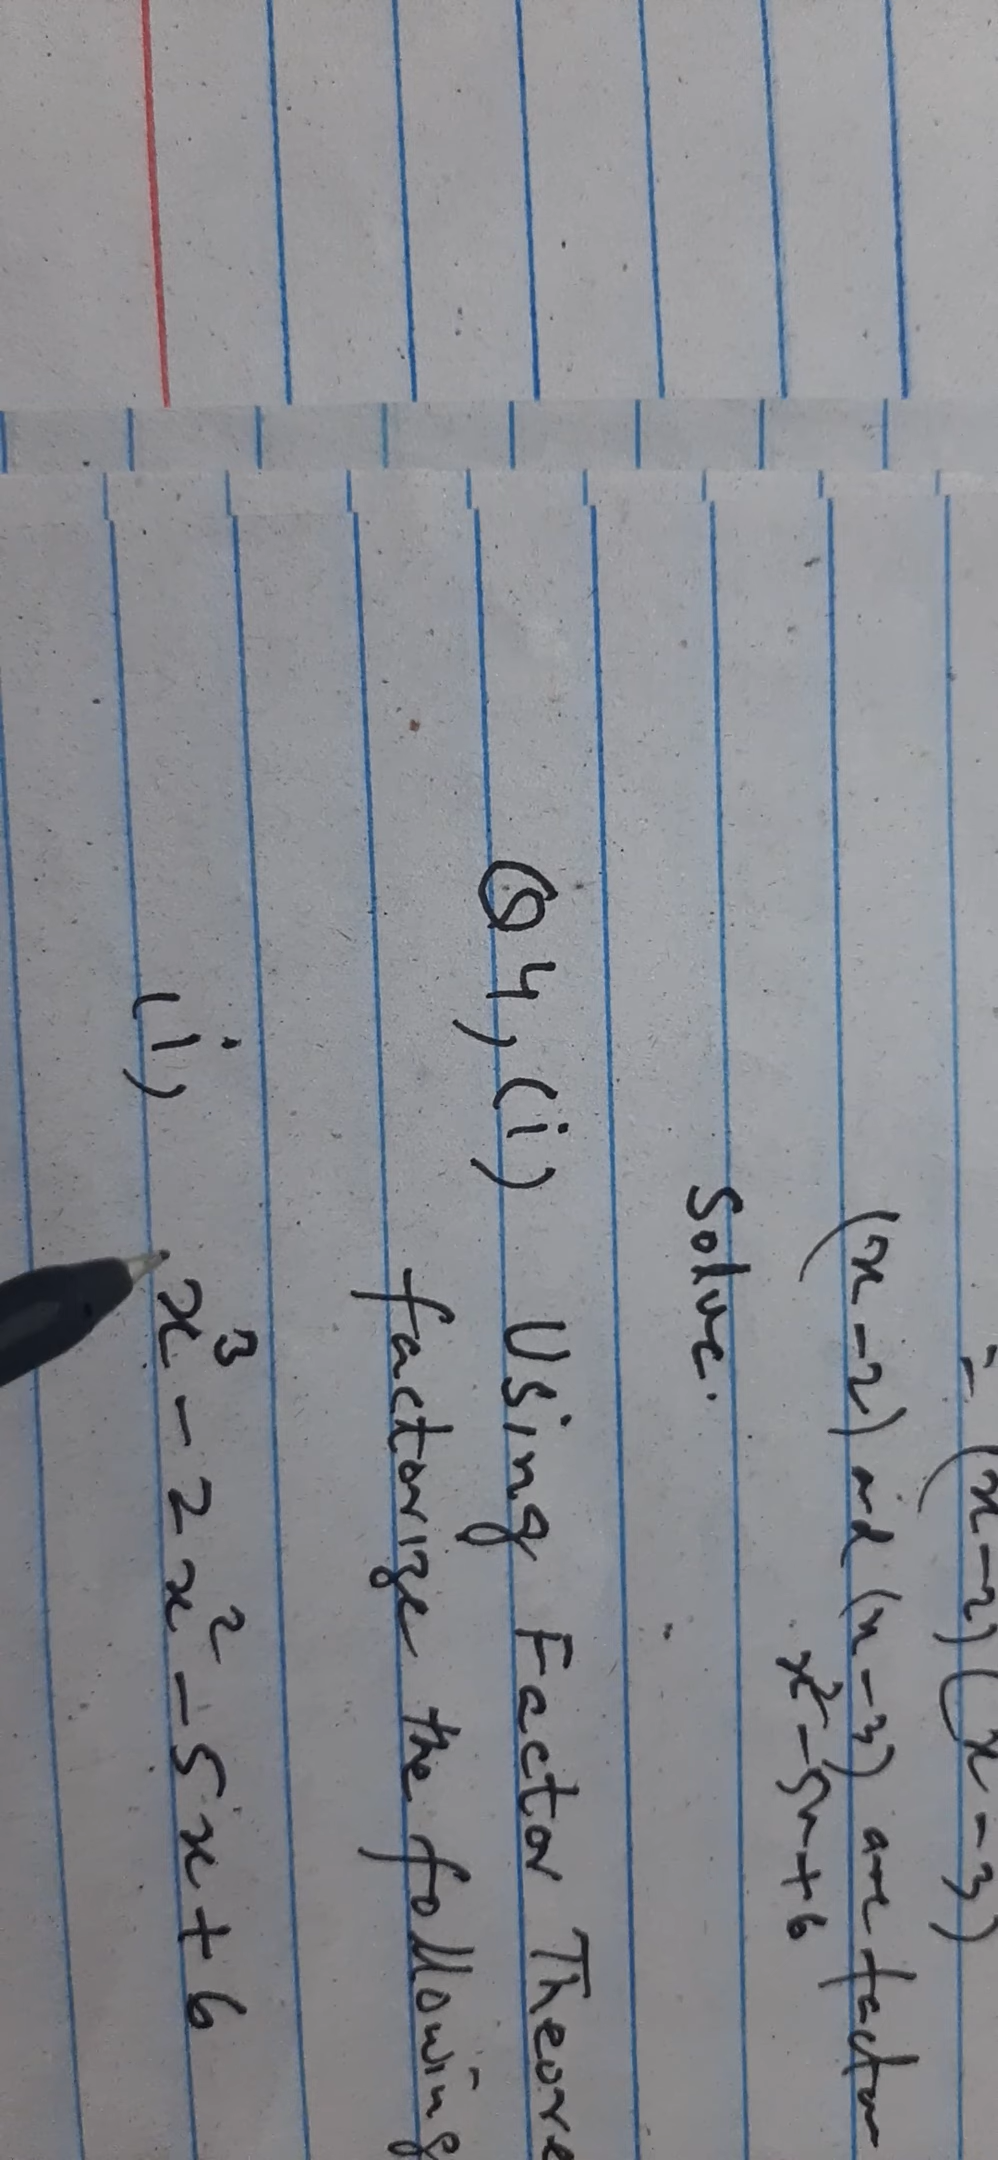 = (x-2)(x-3)
(x-2) and (x-3) are factor
x²-5x+6
Solve.
Q4,(i) Using Factor Theore
factorize the following
(i) x³-2x²-5x+6